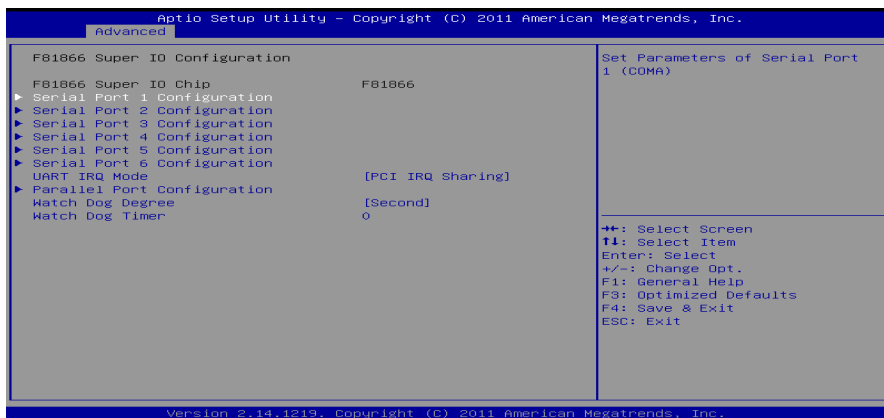 Aptio Setup Utility – Copyright (C) 2011 American Megatrends, Inc.
Advanced
F81866 Super IO Configuration
F81866 Super IO Chip F81866
► Serial Port 1 Configuration
► Serial Port 2 Configuration
► Serial Port 3 Configuration
► Serial Port 4 Configuration
► Serial Port 5 Configuration
► Serial Port 6 Configuration
UART IRQ Mode [PCI IRQ Sharing]
► Parallel Port Configuration
Watch Dog Degree [Second]
Watch Dog Timer 0
Set Parameters of Serial Port
1 (COMA)
→←: Select Screen
↑↓: Select Item
Enter: Select
+/-: Change Opt.
F1: General Help
F3: Optimized Defaults
F4: Save & Exit
ESC: Exit
Version 2.14.1219. Copyright (C) 2011 American Megatrends, Inc.